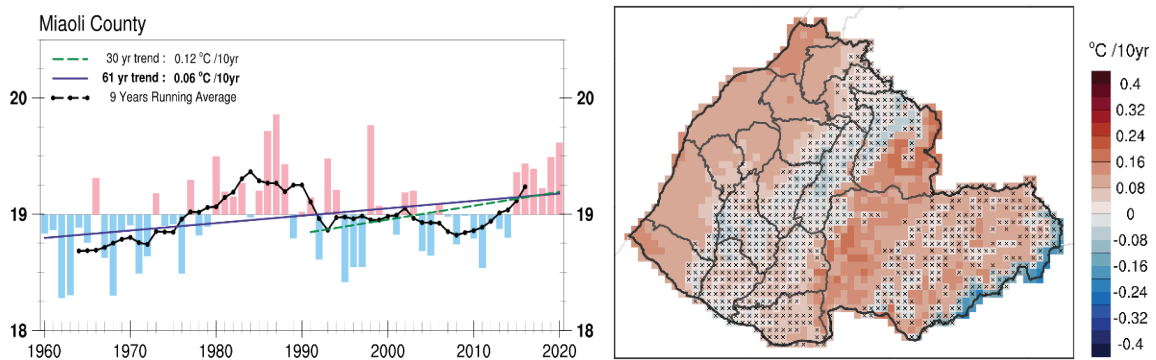 Miaoli County
30 yr trend : 0.12 °C /10yr
61 yr trend : 0.06 °C /10yr
9 Years Running Average
20
19
18
20
19
18
1960 1970 1980 1990 2000 2010 2020
°C /10yr
0.4
0.32
0.24
0.16
0.08
0
-0.08
-0.16
-0.24
-0.32
-0.4